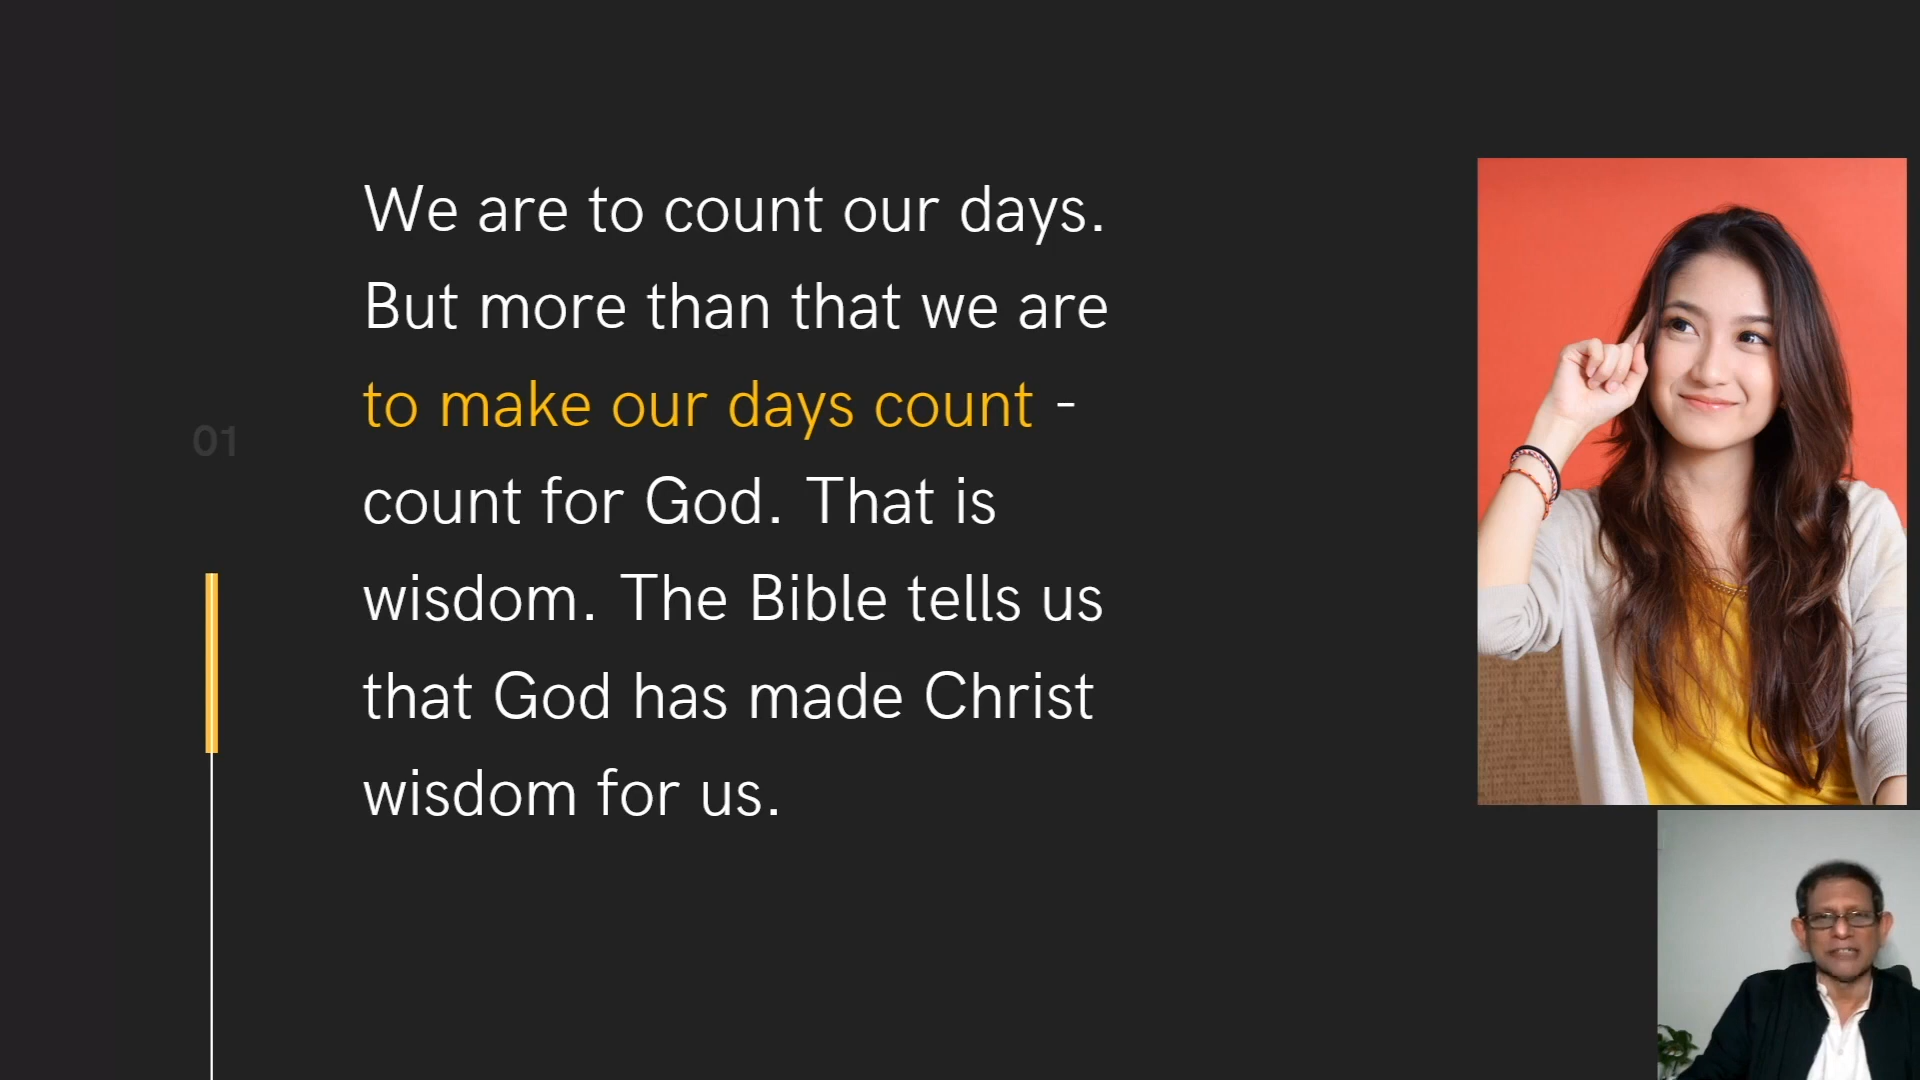 We are to count our days.
But more than that we are
to make our days count -
count for God. That is
wisdom. The Bible tells us
that God has made Christ
wisdom for us.
01